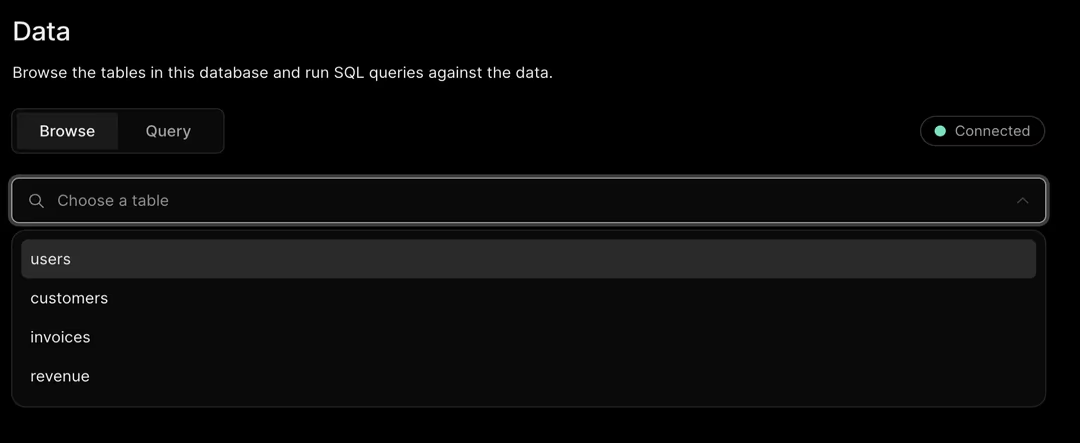 Data
Browse the tables in this database and run SQL queries against the data.
Browse
Query
Connected
Choose a table
users
customers
invoices
revenue